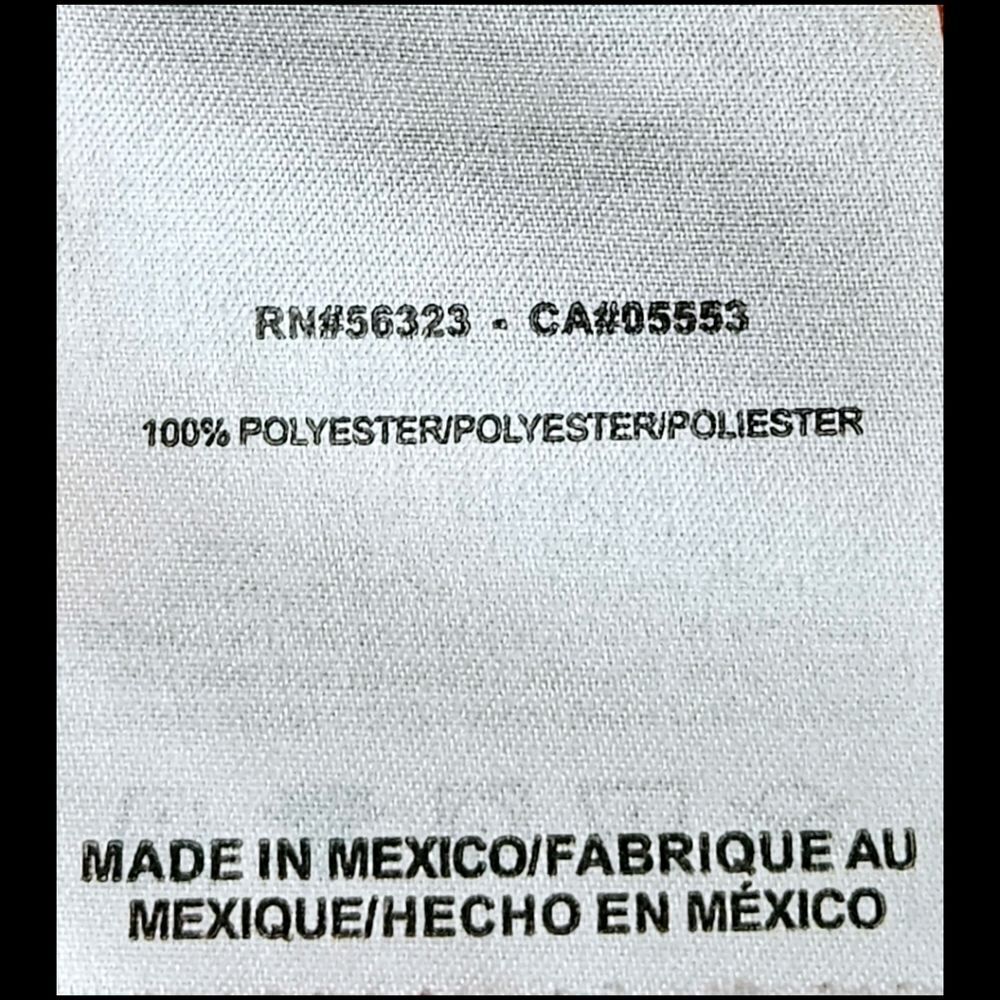 RN#56323 - CA#05553
100% POLYESTER/POLYESTER/POLIESTER
MADE IN MEXICO/FABRIQUE AU
MEXIQUE/HECHO EN MÉXICO